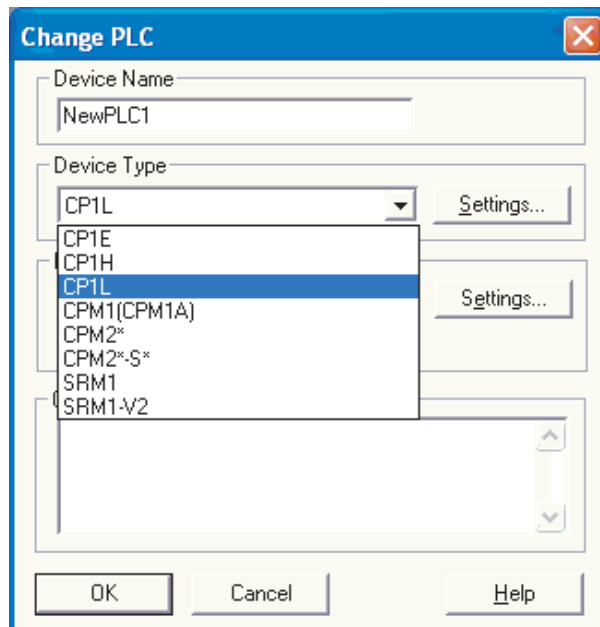 Change PLC
Device Name
NewPLC1
Device Type
CP1L
Settings...
CP1E
CP1H
CP1L
CPM1(CPM1A)
CPM2*
CPM2*-S*
SRM1
SRM1-V2
Settings...
OK
Cancel
Help